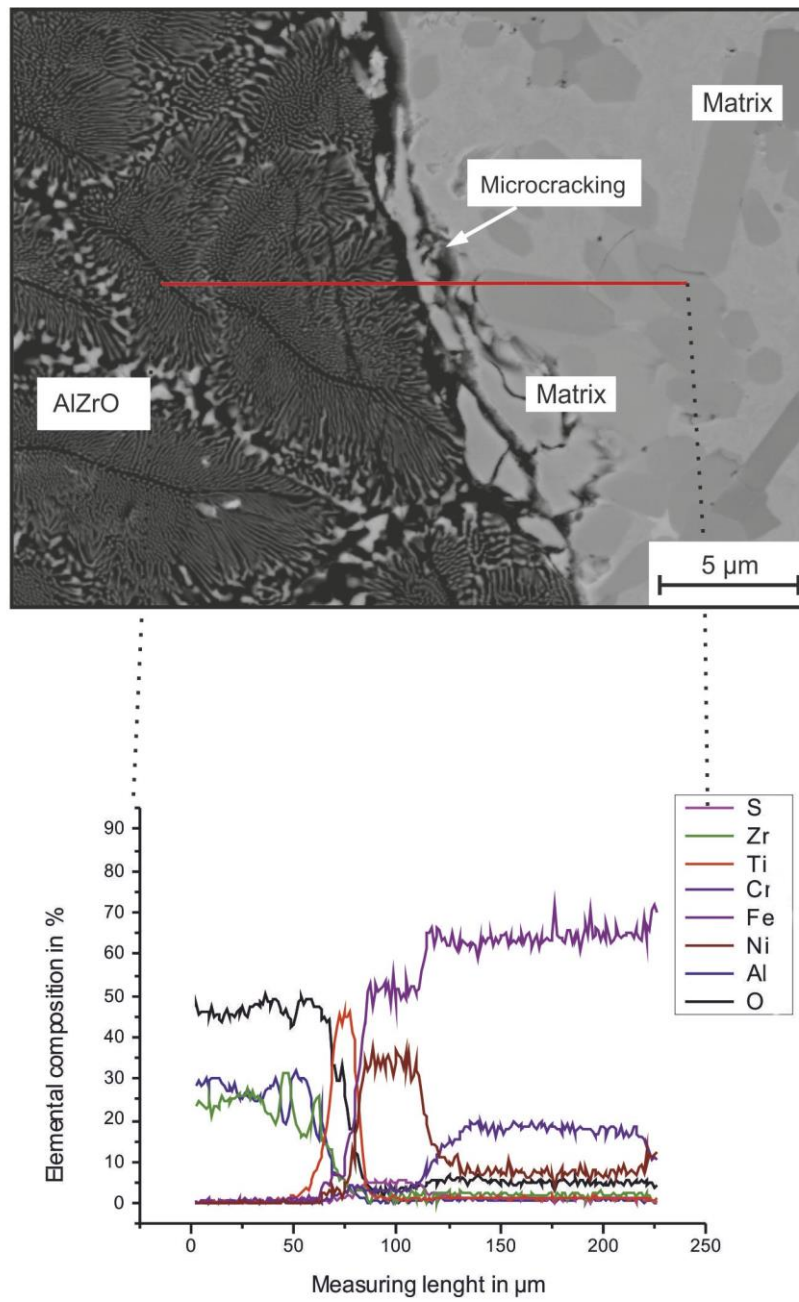 Matrix
Microcracking
Matrix
AlZrO
5 µm
S
Zr
Ti
Cr
Fe
Ni
Al
O
90
80
70
60
50
40
30
20
10
0
Elemental composition in %
0 50 100 150 200 250
Measuring lenght in µm